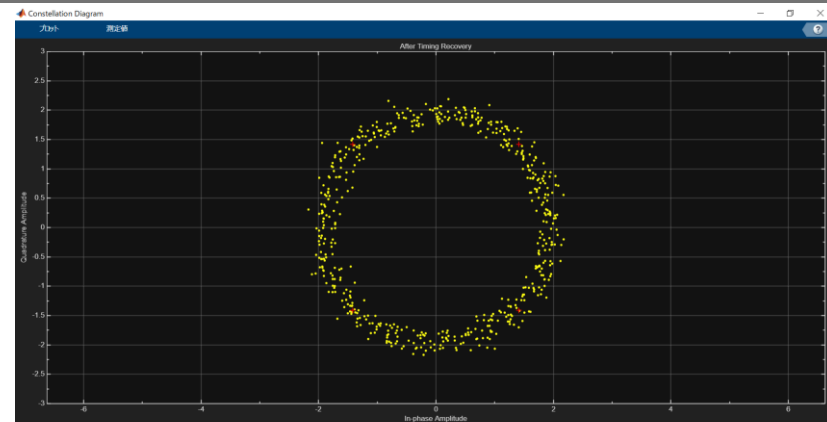 Constellation Diagram
プロット 測定値
After Timing Recovery
3
2.5
2
1.5
1
0.5
0
-0.5
-1
-1.5
-2
-2.5
-3
Quadrature Amplitude
-6 -4 -2 0 2 4 6
In-phase Amplitude